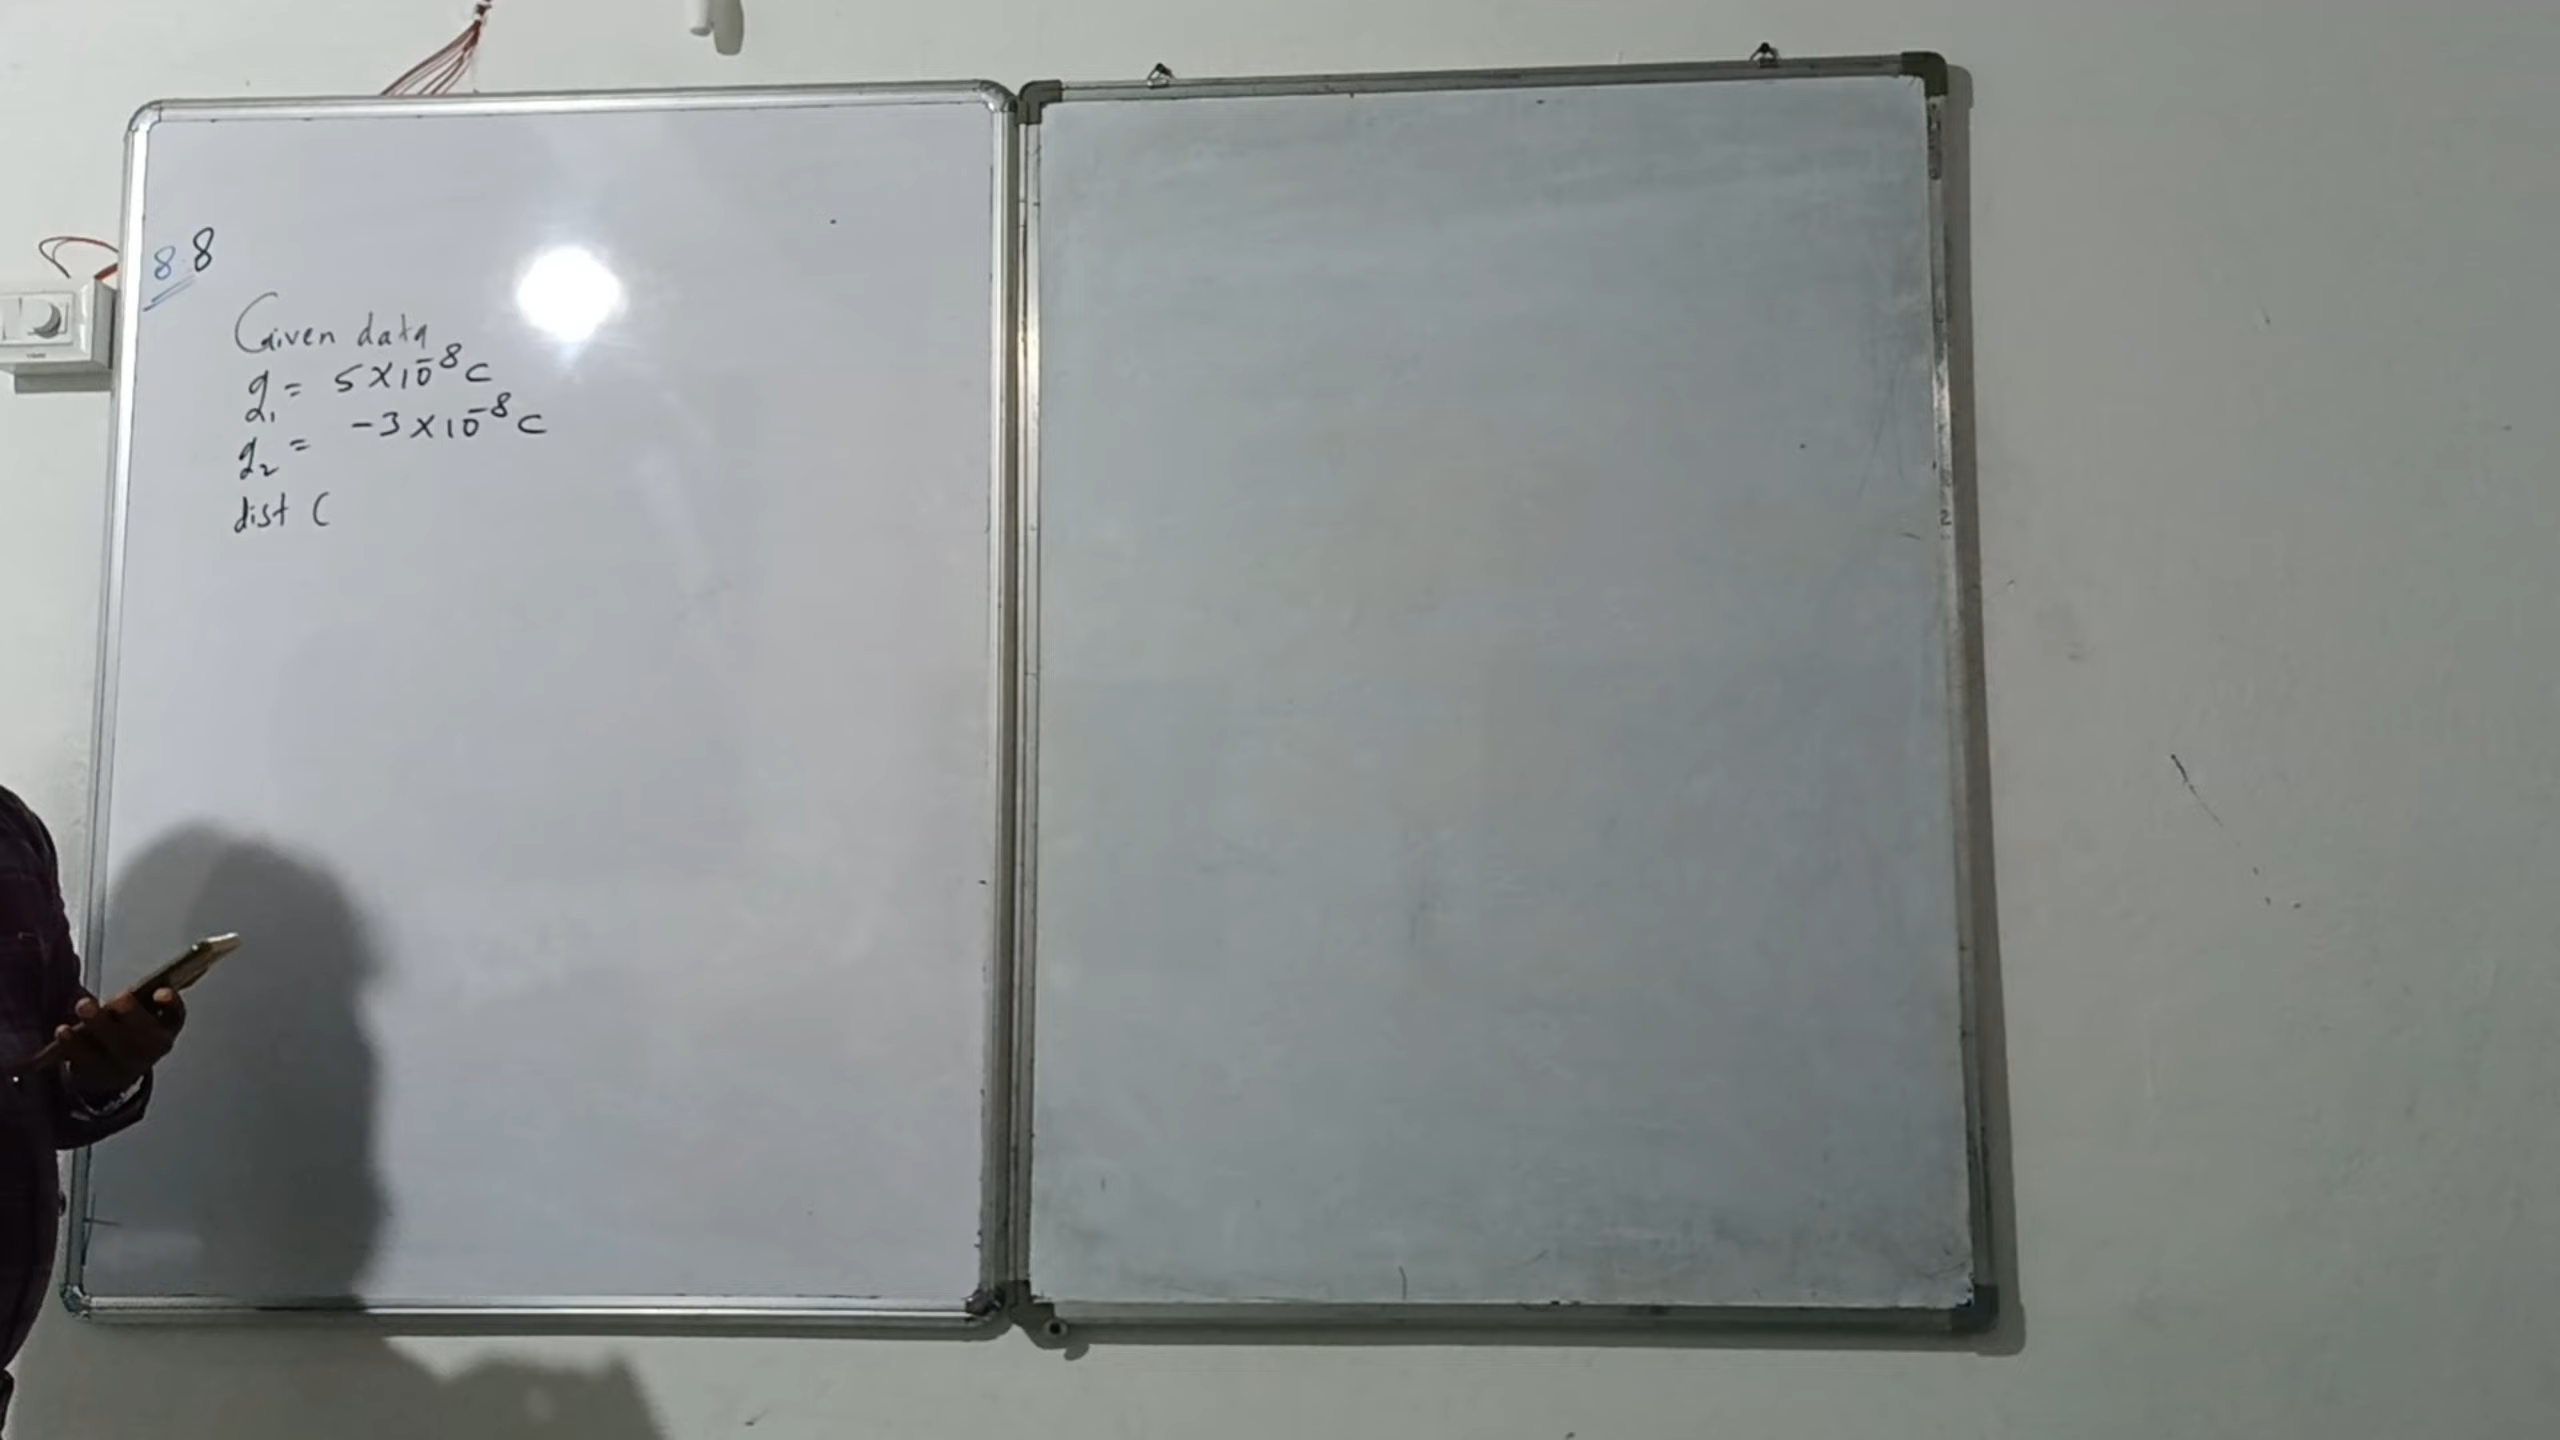 8.8
Given data
q₁ = 5×10⁻⁸C
q₂ = -3×10⁻⁸C
dist (